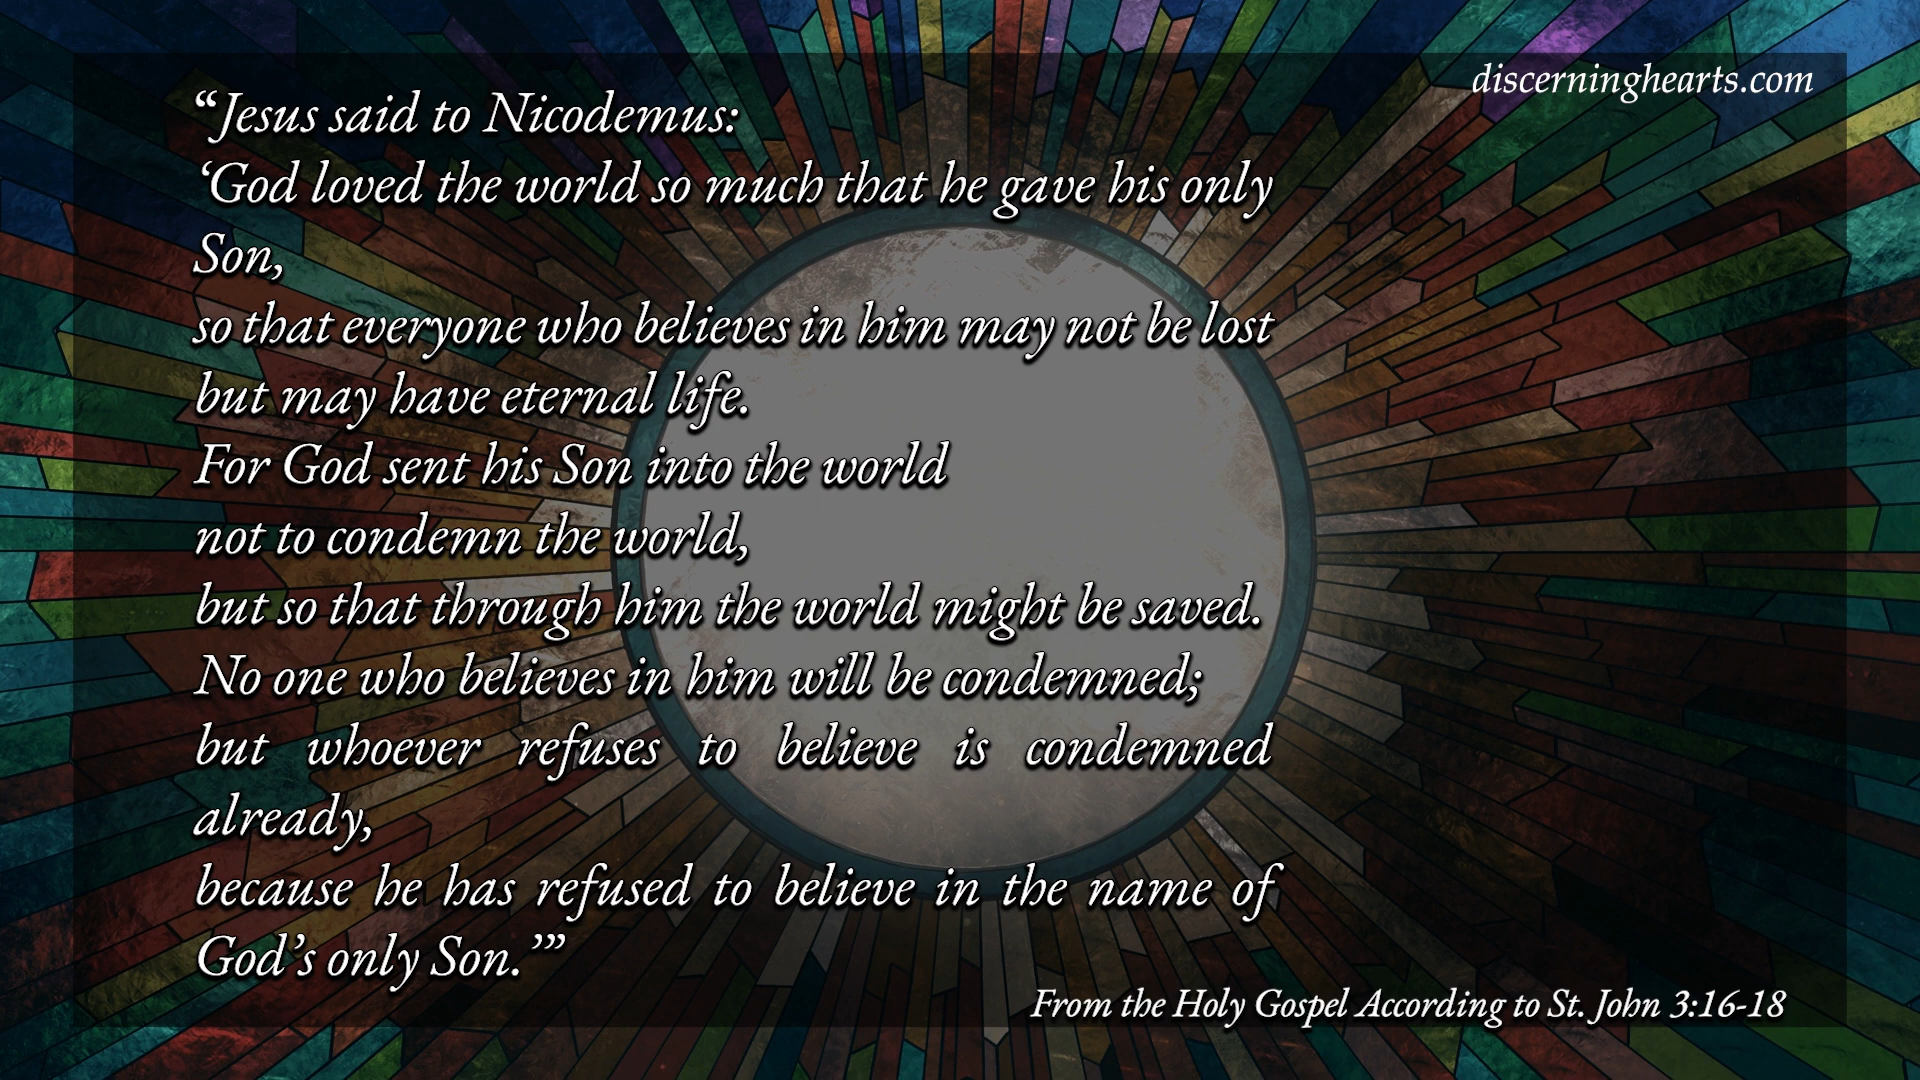 discerninghearts.com
“Jesus said to Nicodemus:
‘God loved the world so much that he gave his only
Son,
so that everyone who believes in him may not be lost
but may have eternal life.
For God sent his Son into the world
not to condemn the world,
but so that through him the world might be saved.
No one who believes in him will be condemned;
but whoever refuses to believe is condemned
already,
because he has refused to believe in the name of
God’s only Son.’”
From the Holy Gospel According to St. John 3:16-18